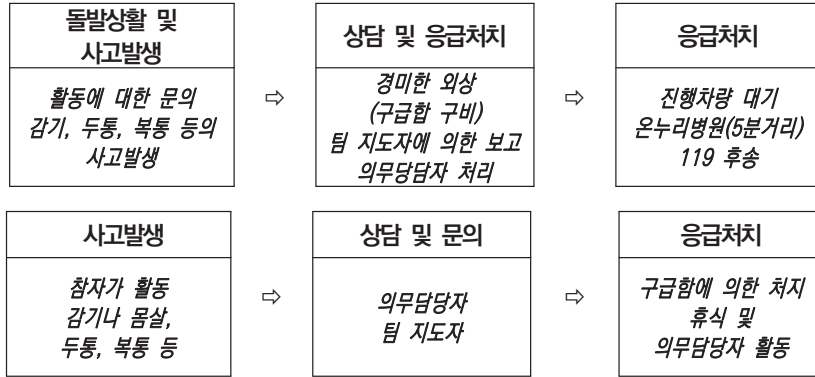 돌발상활 및
사고발생
상담 및 응급처치
응급처치
활동에 대한 문의
감기, 두통, 복통 등의
사고발생
⇨
경미한 외상
(구급합 구비)
팀 지도자에 의한 보고
의무당담자 처리
⇨
진행차량 대기
온누리병원(5분거리)
119 후송
사고발생
상담 및 문의
응급처치
참자가 활동
감기나 몸살,
두통, 복통 등
⇨
의무담당자
팀 지도자
⇨
구급함에 의한 처지
휴식 및
의무담당자 활동